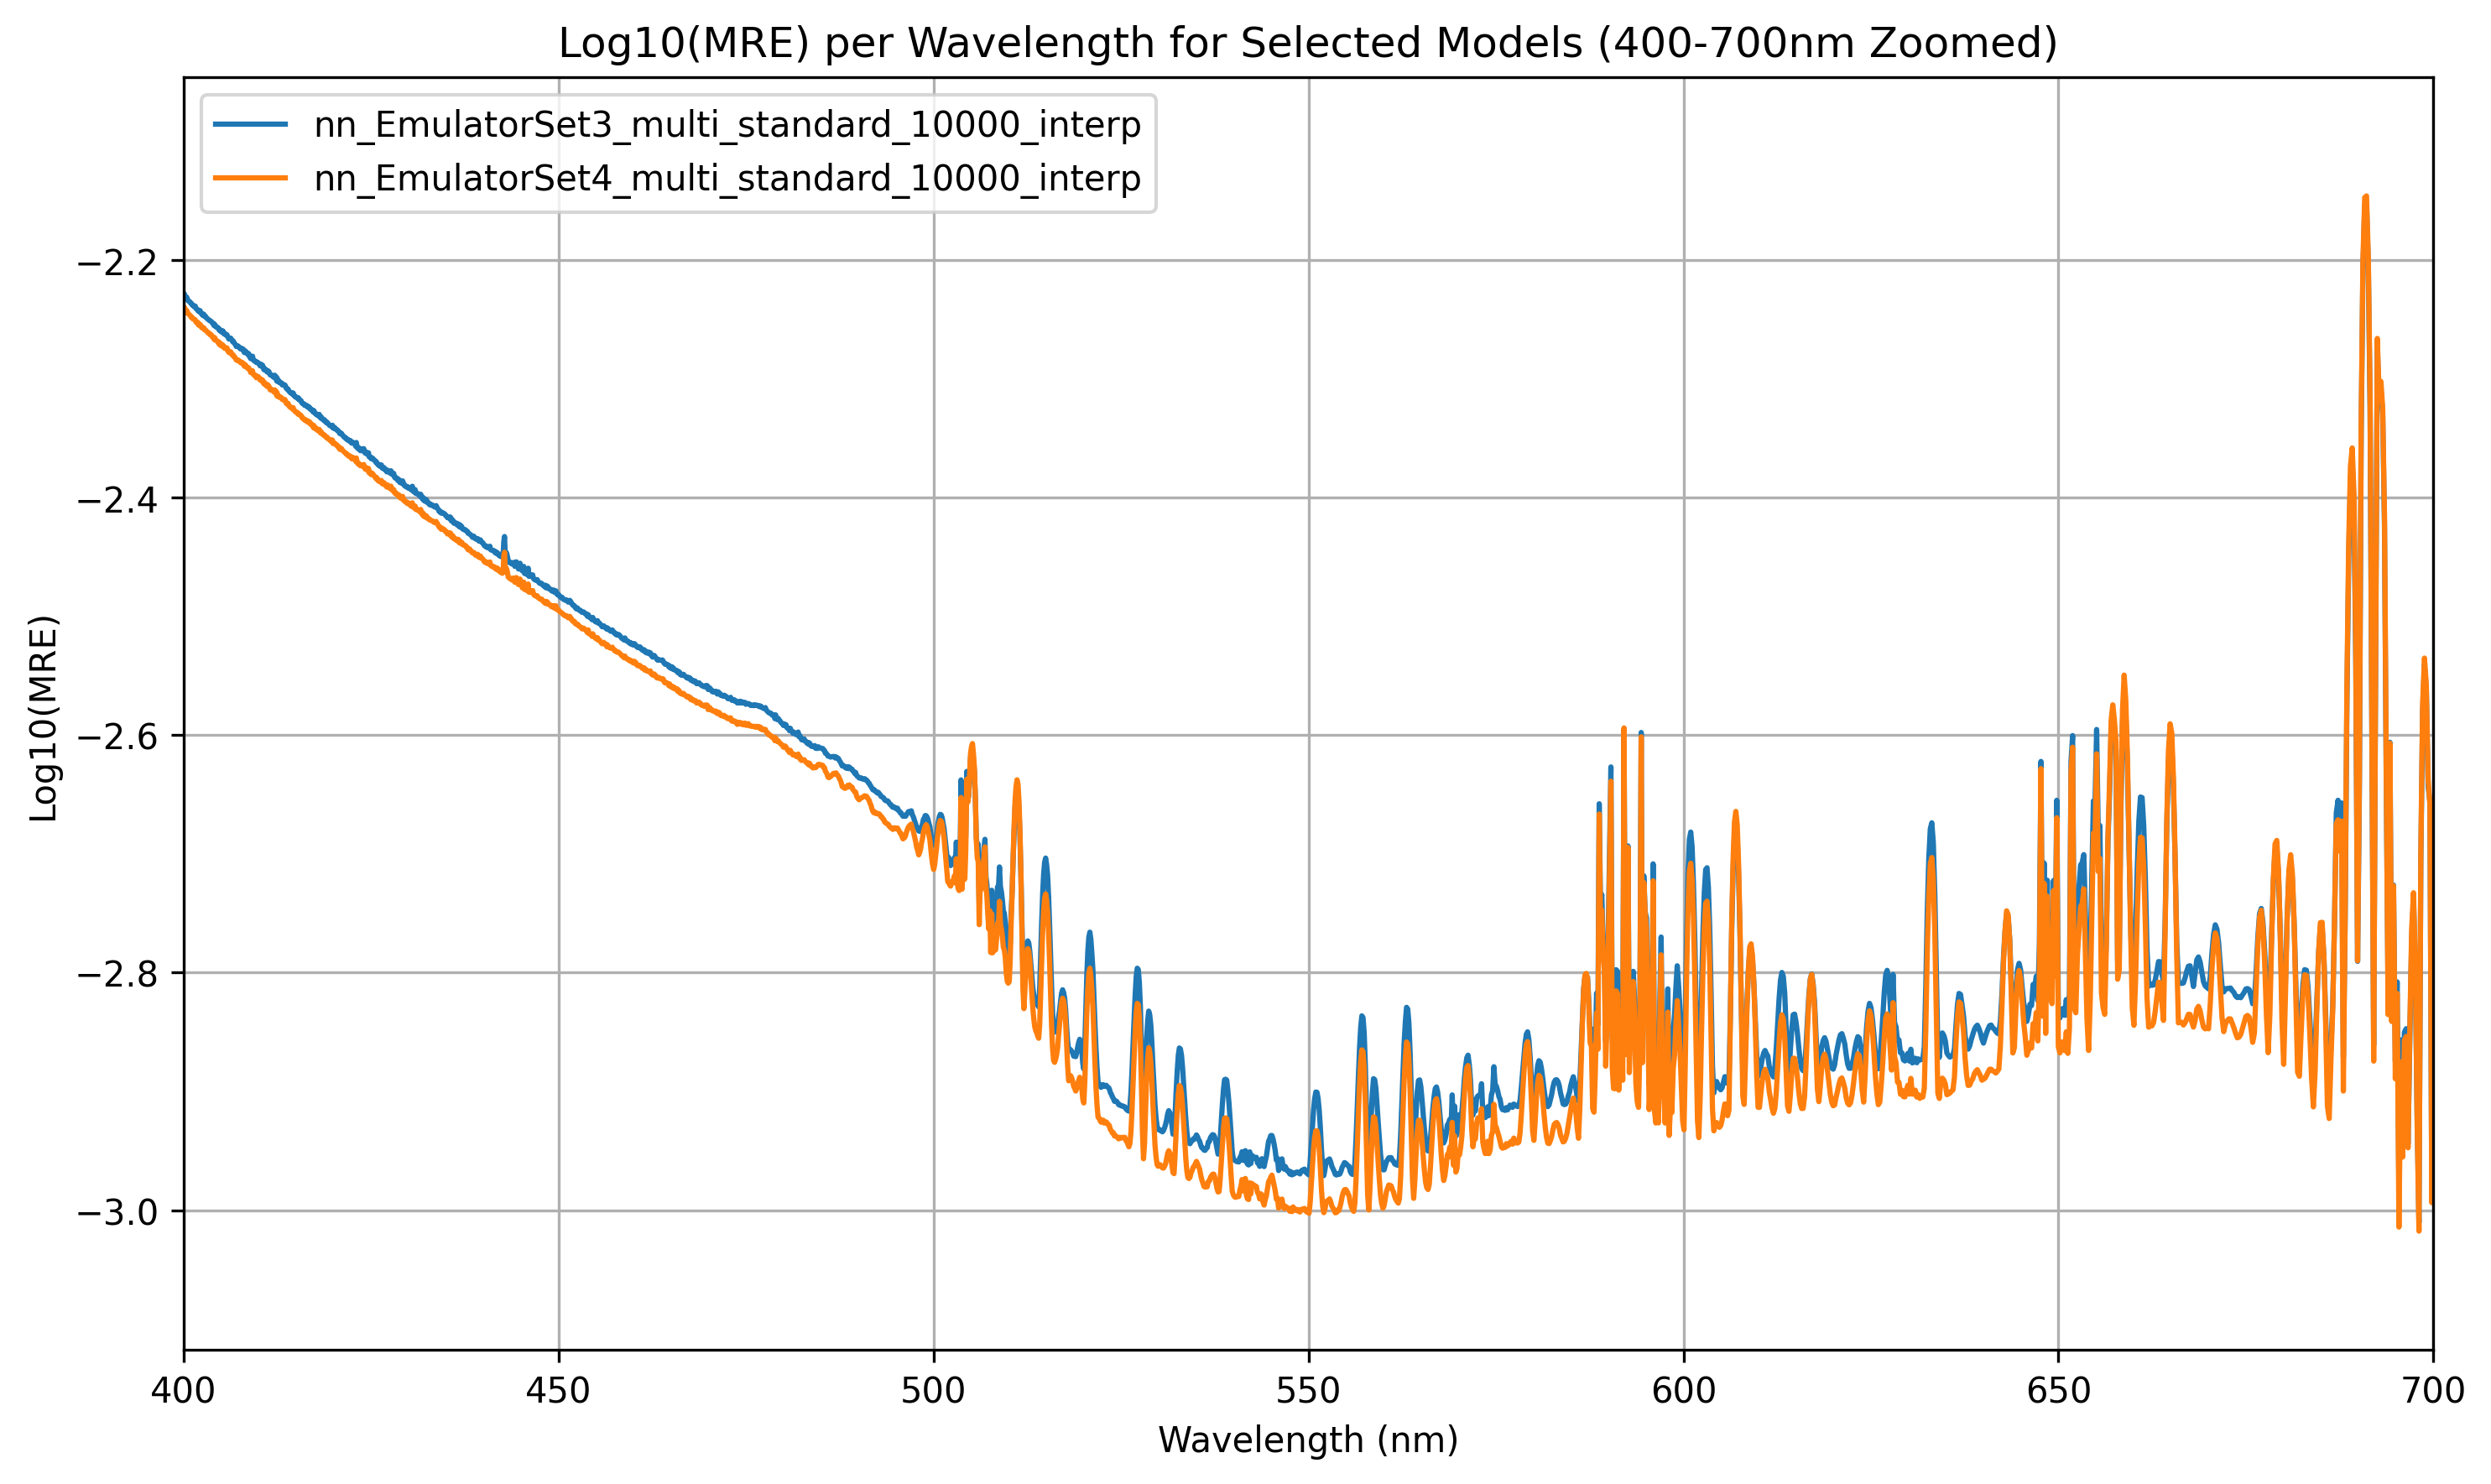 Log10(MRE) per Wavelength for Selected Models (400-700nm Zoomed)
nn_EmulatorSet3_multi_standard_10000_interp
nn_EmulatorSet4_multi_standard_10000_interp
−2.2
−2.4
−2.6
−2.8
−3.0
Log10(MRE)
400 450 500 550 600 650 700
Wavelength (nm)